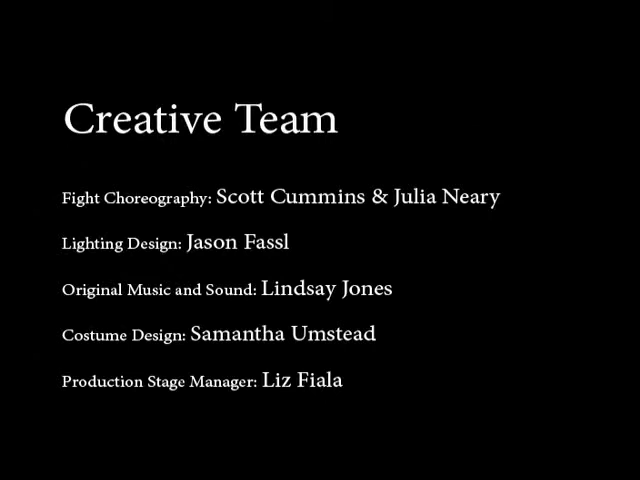 Creative Team
Fight Choreography: Scott Cummins & Julia Neary
Lighting Design: Jason Fassl
Original Music and Sound: Lindsay Jones
Costume Design: Samantha Umstead
Production Stage Manager: Liz Fiala